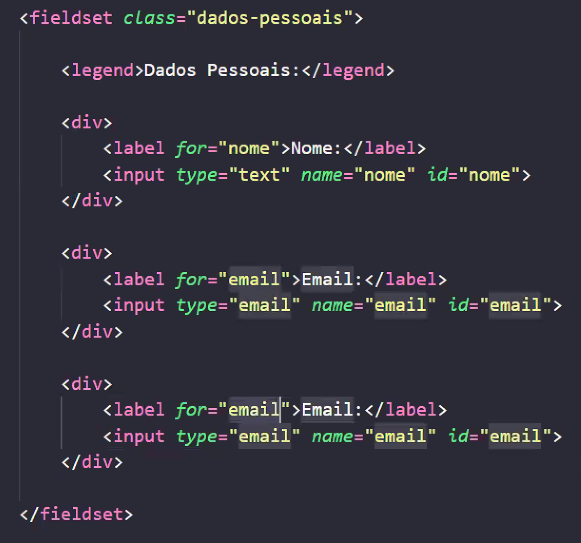 <fieldset class="dados-pessoais">
<legend>Dados Pessoais:</legend>
<div>
<label for="nome">Nome:</label>
<input type="text" name="nome" id="nome">
</div>
<div>
<label for="email">Email:</label>
<input type="email" name="email" id="email">
</div>
<div>
<label for="email">Email:</label>
<input type="email" name="email" id="email">
</div>
</fieldset>